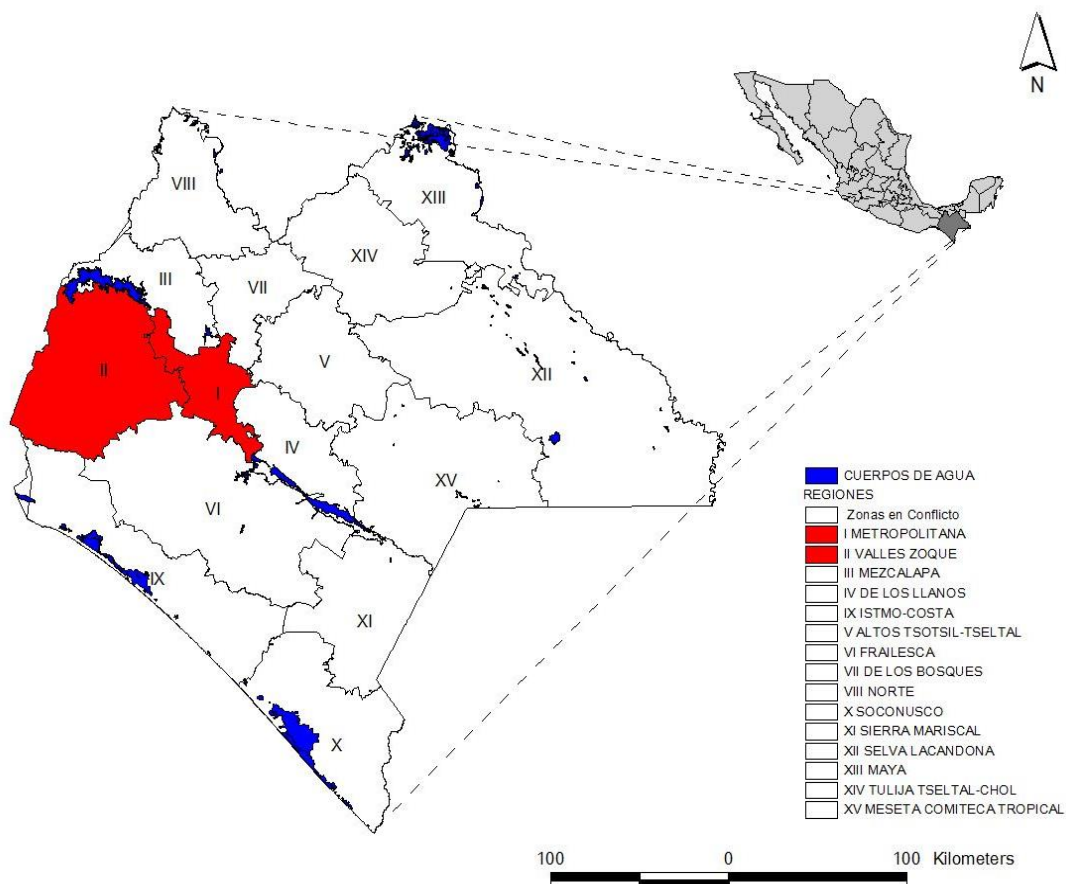 N
VIII
XIII
XIV
III
VII
II
V
XII
I
IV
XV
VI
IX
XI
X
CUERPOS DE AGUA
REGIONES
Zonas en Conflicto
I METROPOLITANA
II VALLES ZOQUE
III MEZCALAPA
IV DE LOS LLANOS
IX ISTMO-COSTA
V ALTOS TSOTSIL-TSELTAL
VI FRAILESCA
VII DE LOS BOSQUES
VIII NORTE
X SOCONUSCO
XI SIERRA MARISCAL
XII SELVA LACANDONA
XIII MAYA
XIV TULIJA TSELTAL-CHOL
XV MESETA COMITECA TROPICAL
100 0 100 Kilometers